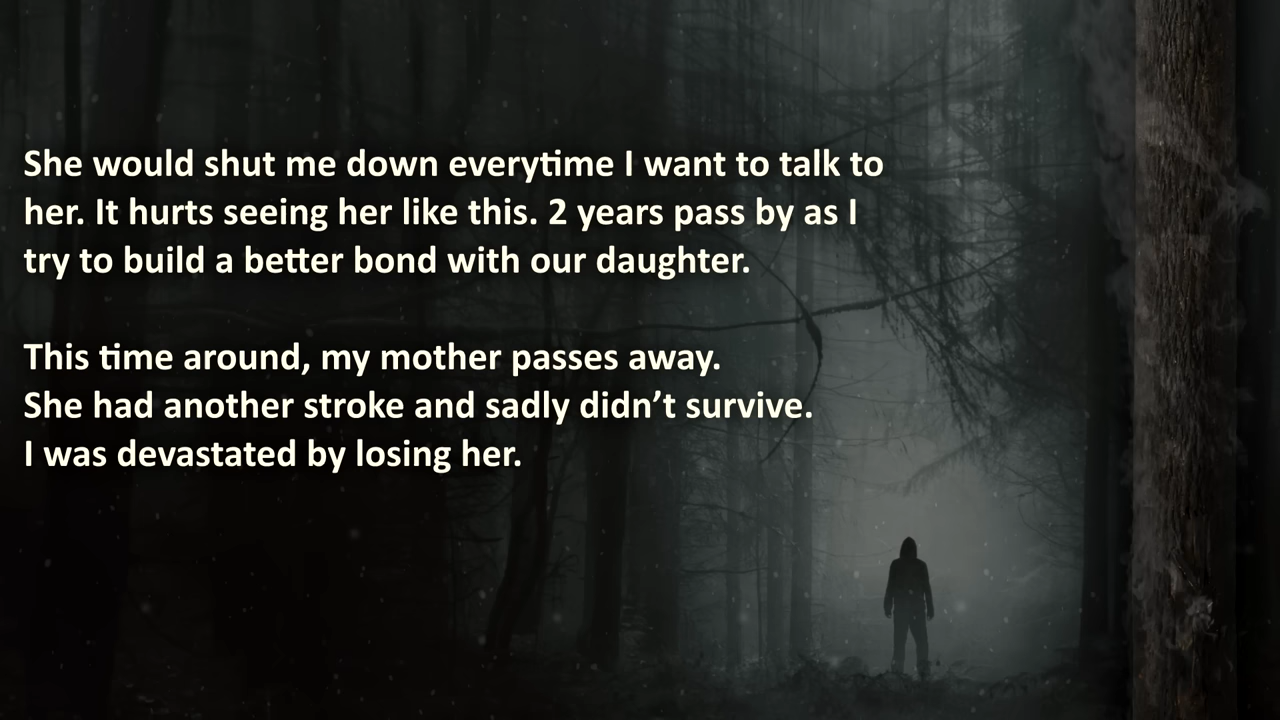 She would shut me down everytime I want to talk to
her. It hurts seeing her like this. 2 years pass by as I
try to build a better bond with our daughter.
This time around, my mother passes away.
She had another stroke and sadly didn’t survive.
I was devastated by losing her.